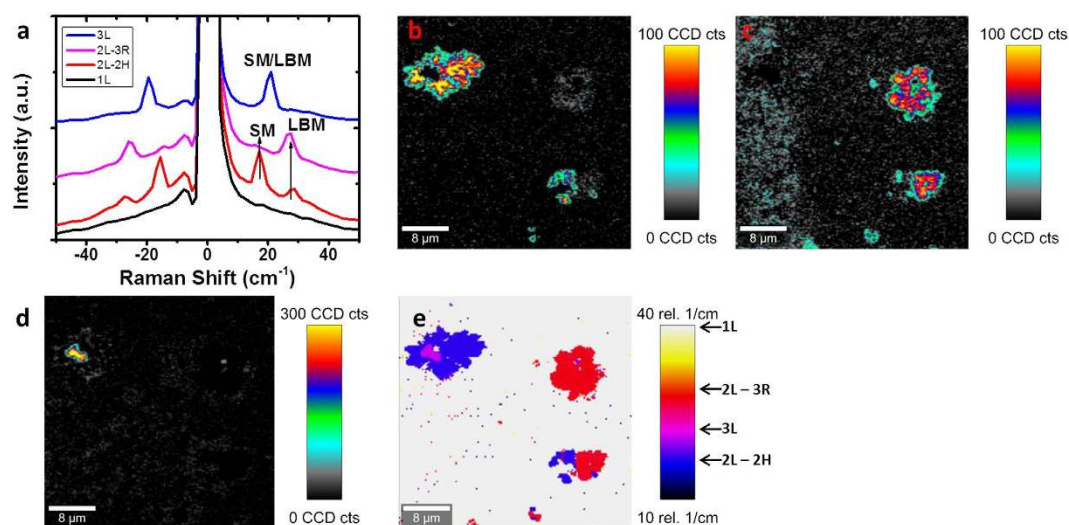 a
3L
2L-3R
2L-2H
1L
SM/LBM
SM
LBM
Intensity (a.u.)
-40 -20 0 20 40
Raman Shift (cm-1)
b
100 CCD cts
0 CCD cts
8 µm
c
100 CCD cts
0 CCD cts
8 µm
d
300 CCD cts
0 CCD cts
8 µm
e
40 rel. 1/cm
1L
2L – 3R
3L
2L – 2H
10 rel. 1/cm
8 µm